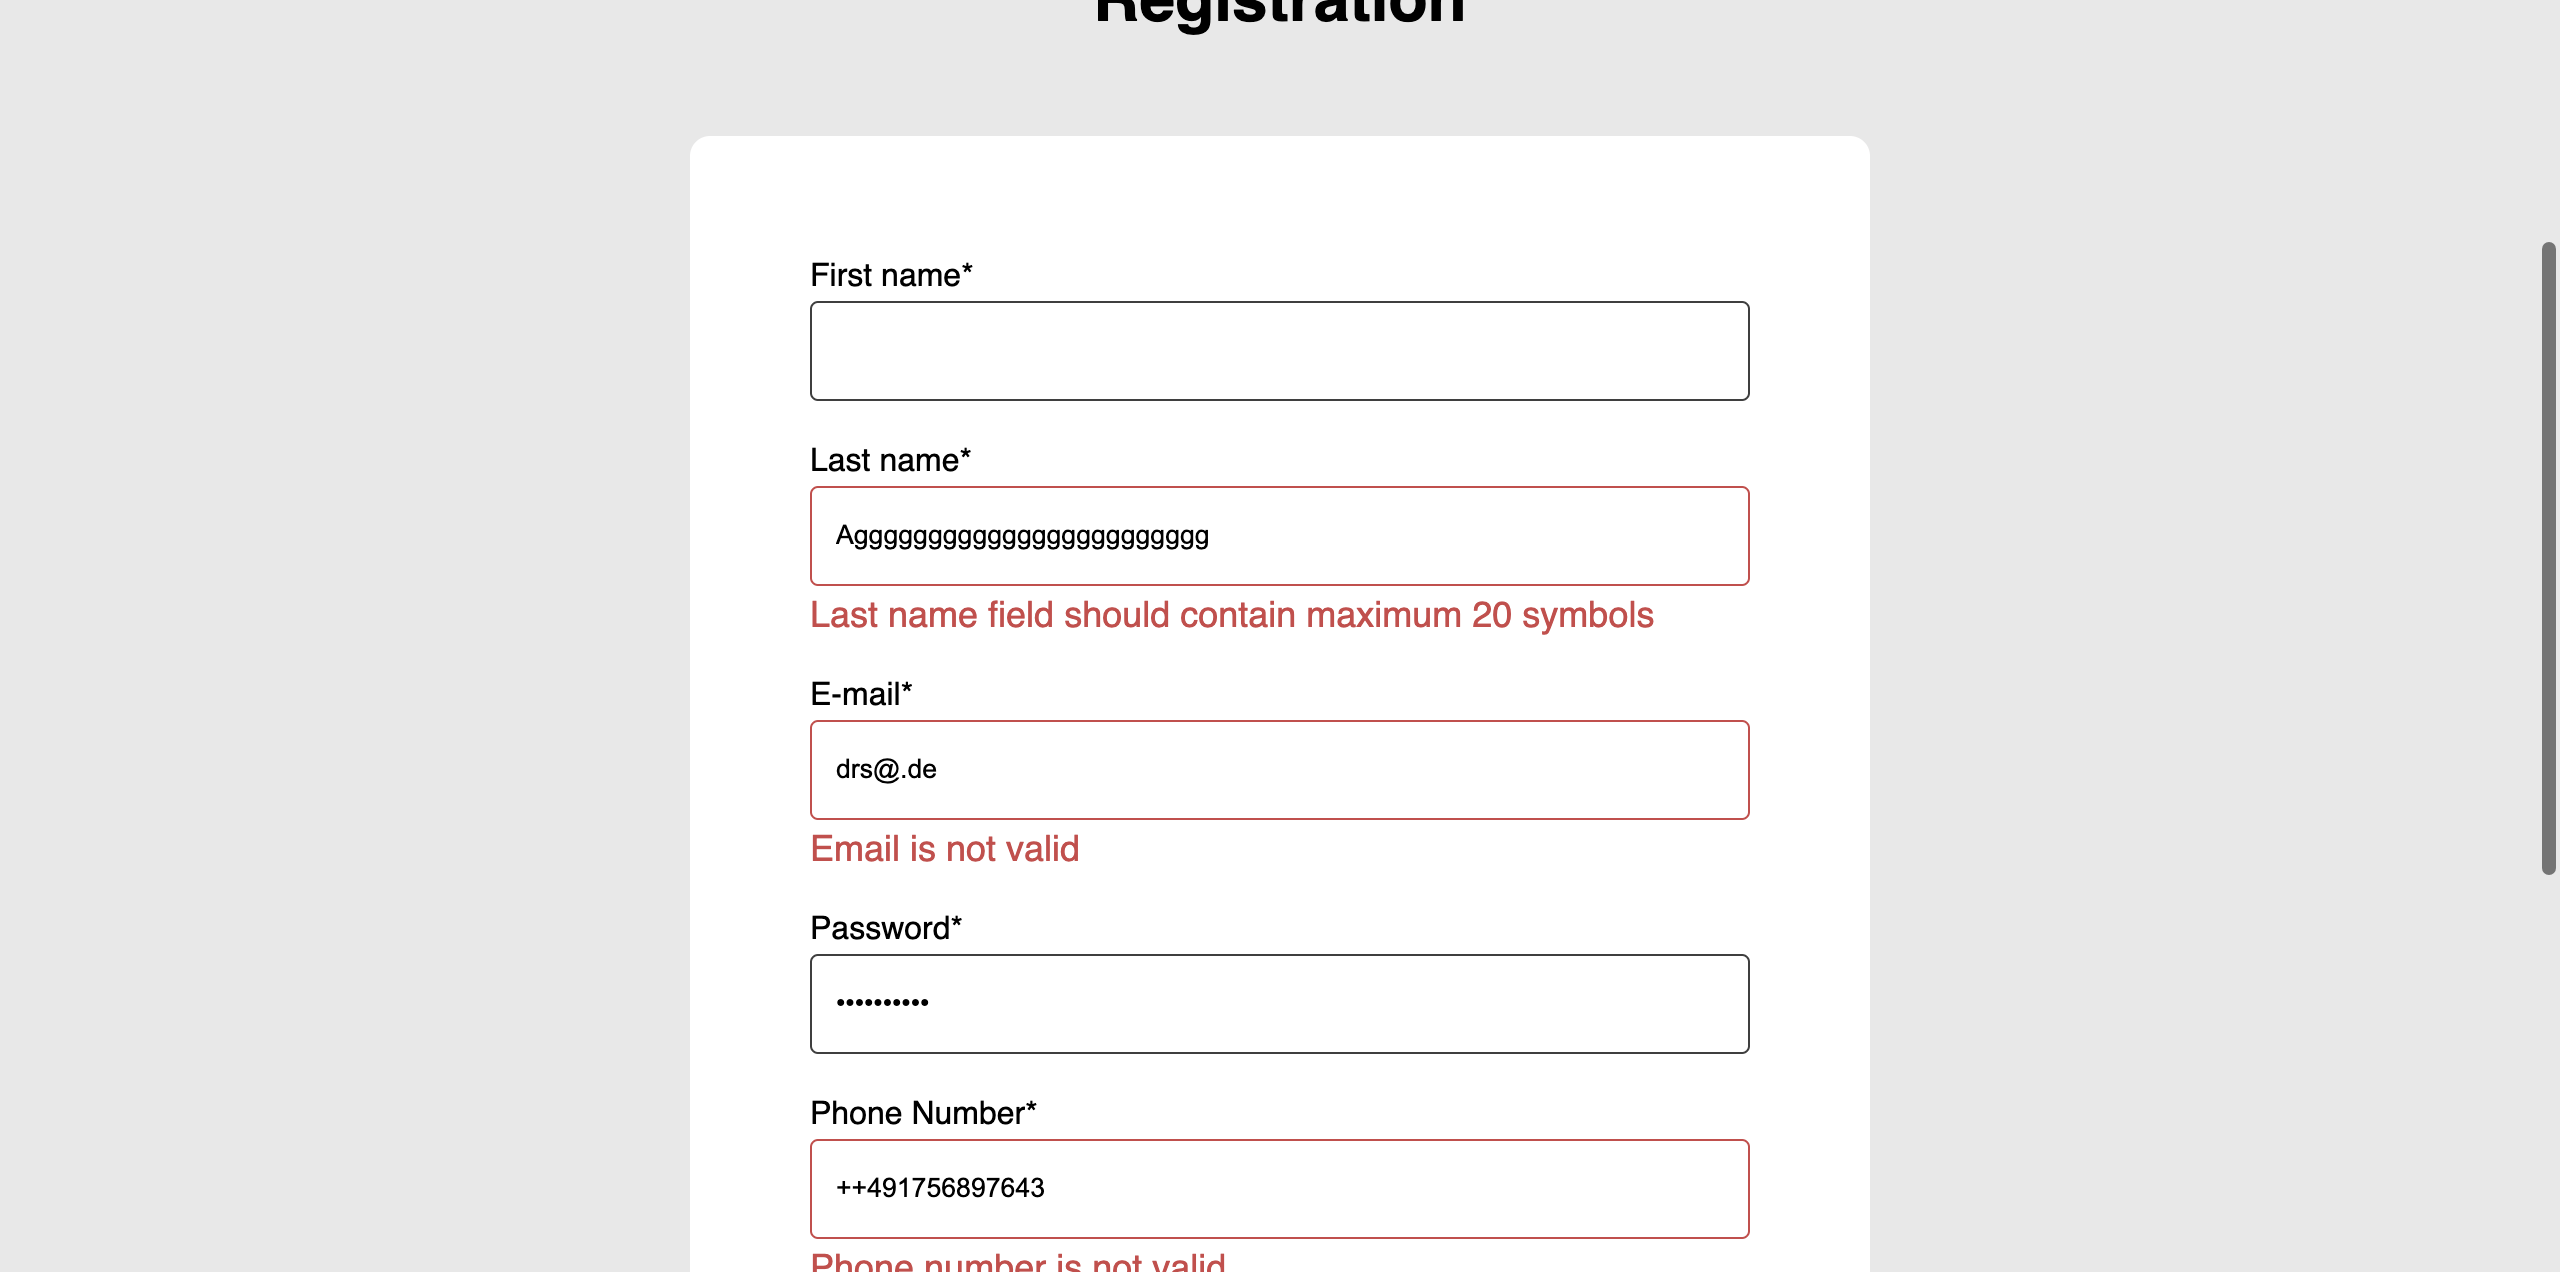 Registration
First name*
Last name*
Agggggggggggggggggggggggg
Last name field should contain maximum 20 symbols
E-mail*
drs@.de
Email is not valid
Password*
••••••••••
Phone Number*
++491756897643
Phone number is not valid